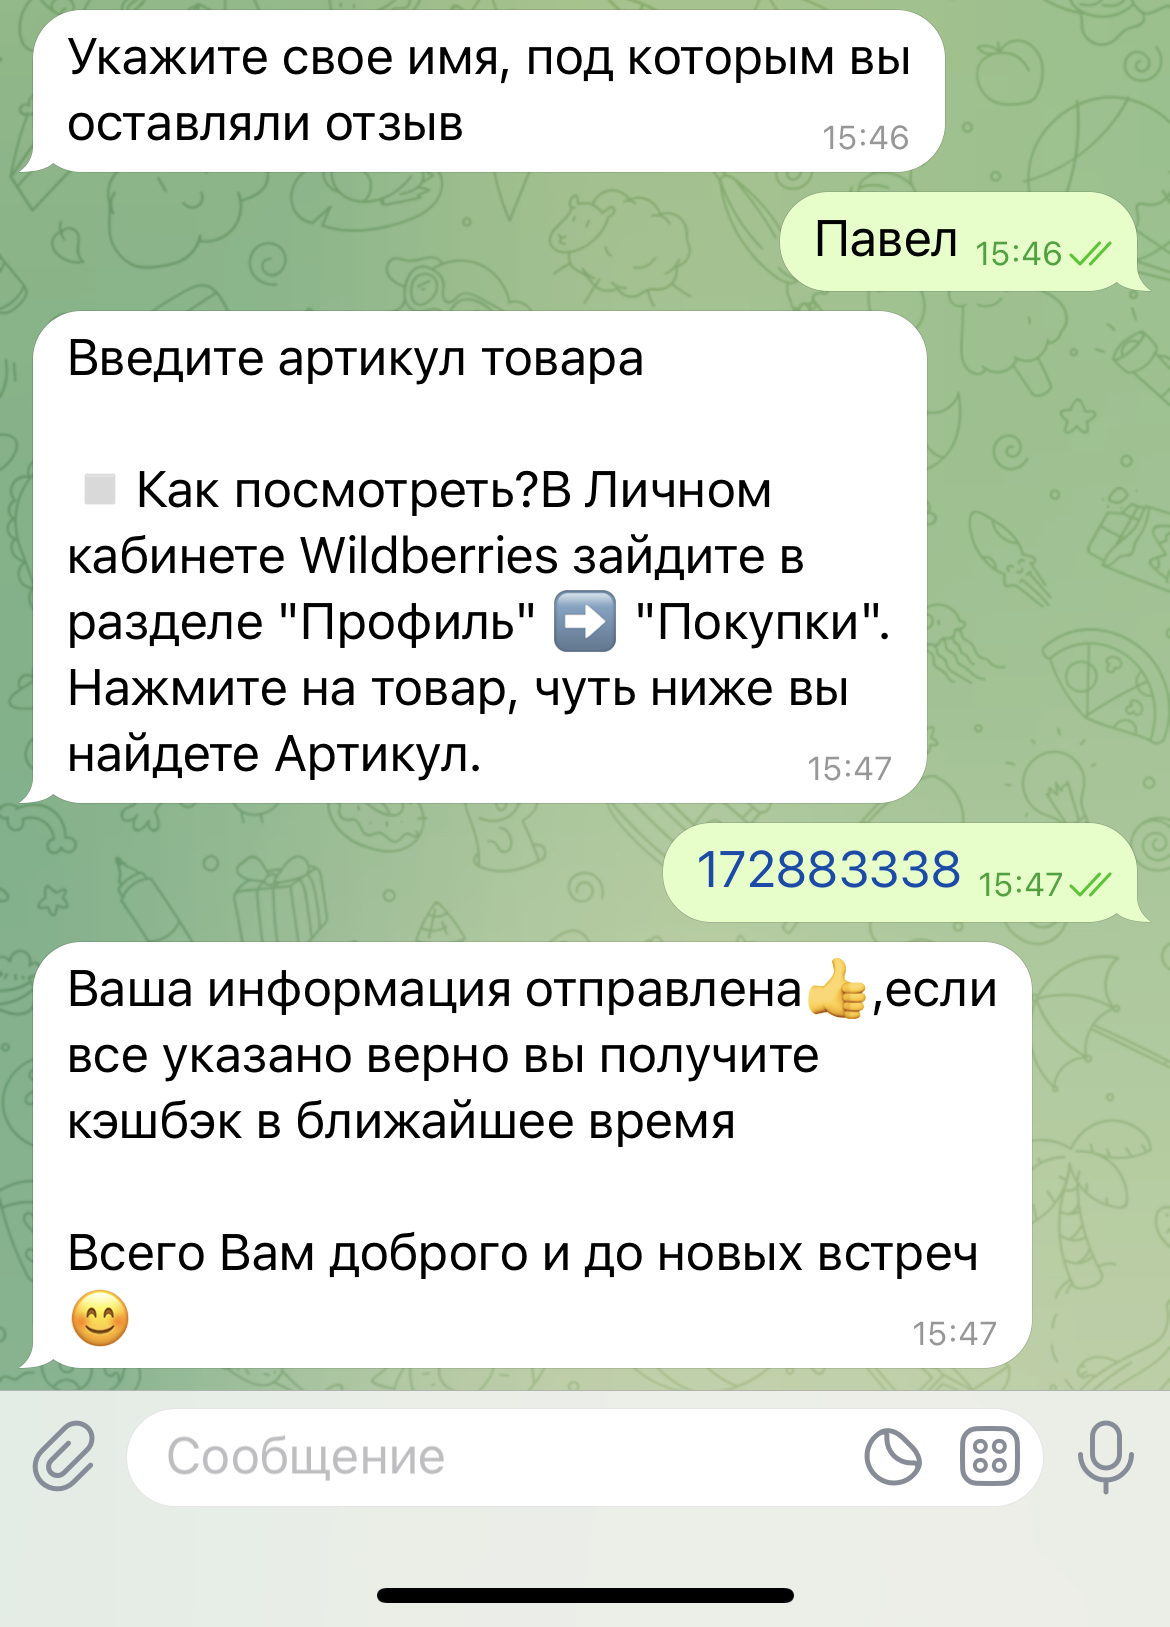 Укажите свое имя, под которым вы
оставляли отзыв
15:46
Павел 15:46
Введите артикул товара
Как посмотреть?В Личном
кабинете Wildberries зайдите в
разделе "Профиль" ➡️ "Покупки".
Нажмите на товар, чуть ниже вы
найдете Артикул.
15:47
172883338 15:47
Ваша информация отправлена👍,если
все указано верно вы получите
кэшбэк в ближайшее время
Всего Вам доброго и до новых встреч
😊
15:47
Сообщение